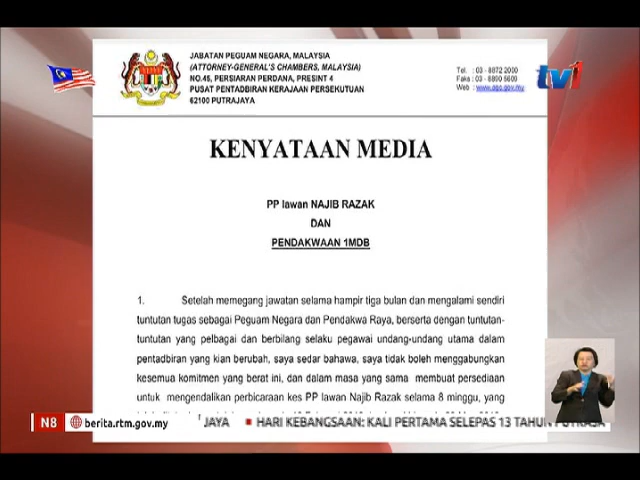 JABATAN PEGUAM NEGARA, MALAYSIA
(ATTORNEY-GENERAL'S CHAMBERS, MALAYSIA)
NO.45, PERSIARAN PERDANA, PRESINT 4
PUSAT PENTADBIRAN KERAJAAN PERSEKUTUAN
62100 PUTRAJAYA
Tel. : 03 - 8872 2000
Faks : 03 - 8890 5600
Web : www.agc.gov.my
tv1
KENYATAAN MEDIA
PP lawan NAJIB RAZAK
DAN
PENDAKWAAN 1MDB
1. Setelah memegang jawatan selama hampir tiga bulan dan mengalami sendiri
tuntutan tugas sebagai Peguam Negara dan Pendakwa Raya, berserta dengan tuntutan-
tuntutan yang pelbagai dan berbilang selaku pegawai undang-undang utama dalam
pentadbiran yang kian berubah, saya sedar bahawa, saya tidak boleh menggabungkan
kesemua komitmen yang berat ini, dan dalam masa yang sama membuat persediaan
untuk mengendalikan perbicaraan kes PP lawan Najib Razak selama 8 minggu, yang
N8 berita.rtm.gov.my JAYA HARI KEBANGSAAN: KALI PERTAMA SELEPAS 13 TAHUN PUTRAJA